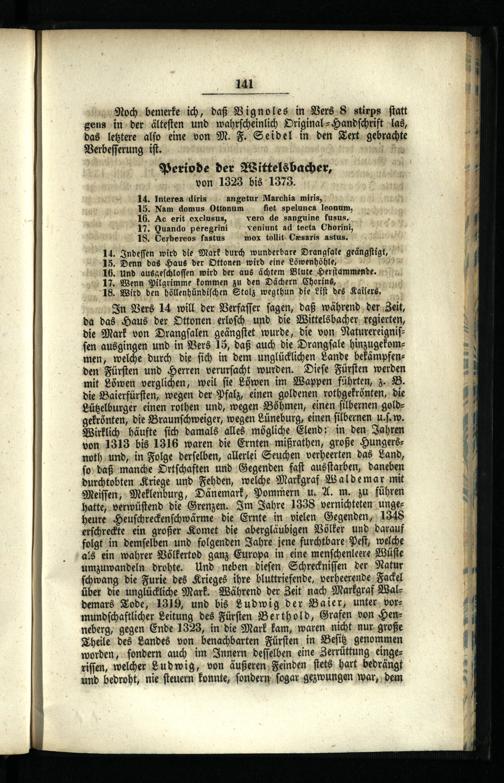 141
Noch bemerke ich, daß Vignoles in Vers 8 stirps statt
gens in der ältesten und wahrscheinlich Original-Handschrift las,
das letztere also eine von M. F. Seidel in den Text gebrachte
Verbesserung ist.
Periode der Wittelsbacher,
von 1323 bis 1373.
14. Interea diris angetur Marchia miris,
15. Nam domus Ottonum fiet spelunca leonum,
16. Ac erit exclusus, vero de sanguine fusus.
17. Quando peregrini veniunt ad tecta Chorini,
18. Cerbereos fastus mox tollit Cæsaris astus.
14. Indessen wird die Mark durch wunderbare Drangsale geängstigt,
15. Denn das Haus der Ottonen wird eine Löwenhöhle,
16. Und ausgeschlossen wird der aus ächtem Blute Herstammende.
17. Wenn Pilgrimme kommen zu den Dächern Chorins,
18. Wird den höllenhündischen Stolz wegthun die List des Kaisers.
In Vers 14 will der Verfasser sagen, daß während der Zeit,
da das Haus der Ottonen erlosch und die Wittelsbacher regierten,
die Mark von Drangsalen geängstet wurde, die von Naturereignis-
sen ausgingen und in Vers 15, daß auch die Drangsale hinzugekom-
men, welche durch die sich in dem unglücklichen Lande bekämpfen-
den Fürsten und Herren verursacht wurden. Diese Fürsten werden
mit Löwen verglichen, weil sie Löwen im Wappen führten, z. B.
die Baierfürsten, wegen der Pfalz, einen goldenen rothgekrönten, die
Lützelburger einen rothen und, wegen Böhmen, einen silbernen gold-
gekrönten, die Braunschweiger, wegen Lüneburg, einen silbernen u.s.w.
Wirklich häufte sich damals alles mögliche Elend; in den Jahren
von 1313 bis 1316 waren die Ernten mißrathen, große Hungers-
noth und, in Folge derselben, allerlei Seuchen verheerten das Land,
so daß manche Ortschaften und Gegenden fast ausstarben, daneben
durchtobten Kriege und Fehden, welche Markgraf Waldemar mit
Meissen, Meklenburg, Dänemark, Pommern u. A. m. zu führen
hatte, verwüstend die Grenzen. Im Jahre 1338 vernichteten unge-
heure Heuschreckenschwärme die Ernte in vielen Gegenden, 1348
erschreckte ein großer Komet die abergläubigen Völker und darauf
folgt in demselben und folgenden Jahre jene furchtbare Pest, welche
als ein wahrer Völkertod ganz Europa in eine menschenleere Wüste
umzuwandeln drohte. Und neben diesen Schrecknissen der Natur
schwang die Furie des Krieges ihre bluttriefende, verheerende Fackel
über die unglückliche Mark. Während der Zeit nach Markgraf Wal-
demars Tode, 1319, und bis Ludwig der Baier, unter vor-
mundschaftlicher Leitung des Fürsten Berthold, Grafen von Hen-
neberg, gegen Ende 1323, in die Mark kam, waren nicht nur große
Theile des Landes von benachbarten Fürsten in Besitz genommen
worden, sondern auch im Innern desselben eine Zerrüttung einge-
rissen, welcher Ludwig, von äußeren Feinden stets hart bedrängt
und bedroht, nie steuern konnte, sondern sogar gezwungen war, dem